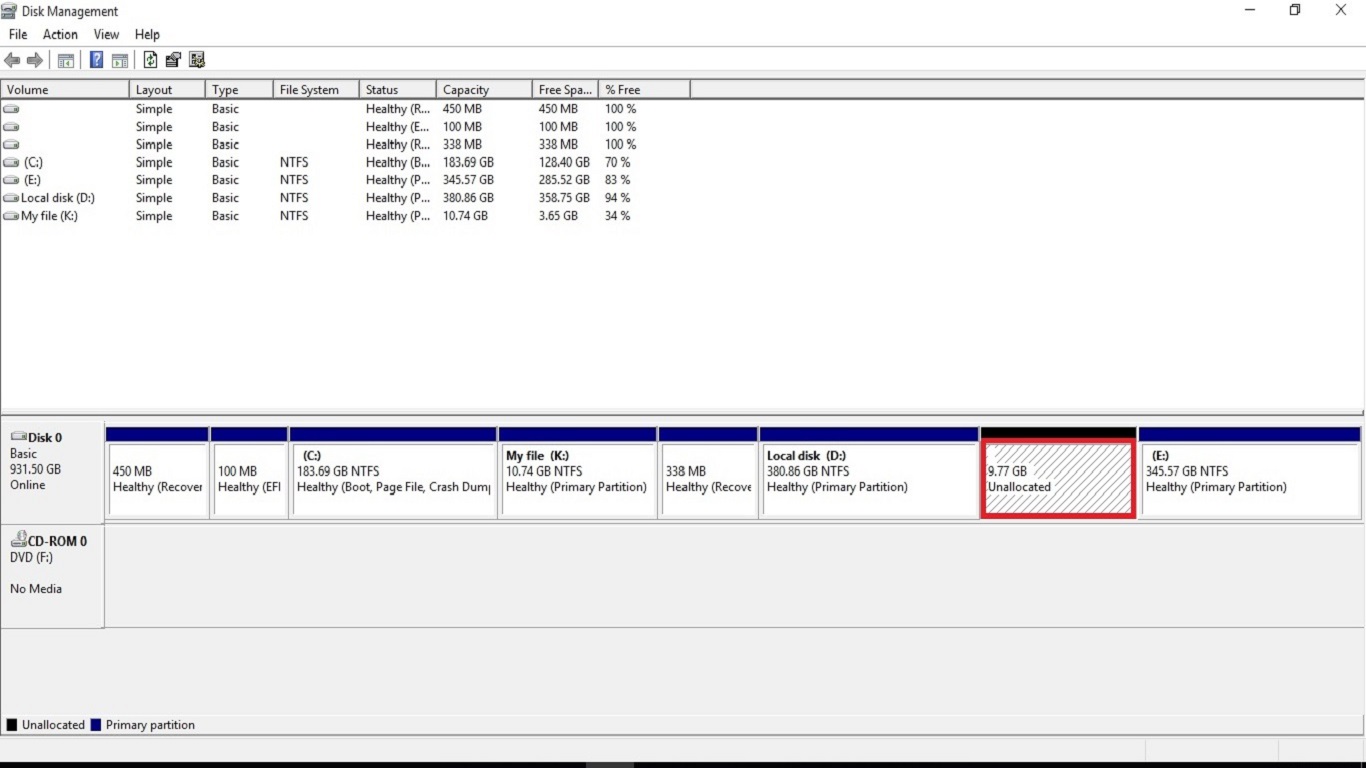 Disk Management
File Action View Help
Volume Layout Type File System Status Capacity Free Spa... % Free
Simple Basic Healthy (R... 450 MB 450 MB 100 %
Simple Basic Healthy (E... 100 MB 100 MB 100 %
Simple Basic Healthy (R... 338 MB 338 MB 100 %
(C:) Simple Basic NTFS Healthy (B... 183.69 GB 128.40 GB 70 %
(E:) Simple Basic NTFS Healthy (P... 345.57 GB 285.52 GB 83 %
Local disk (D:) Simple Basic NTFS Healthy (P... 380.86 GB 358.75 GB 94 %
My file (K:) Simple Basic NTFS Healthy (P... 10.74 GB 3.65 GB 34 %
Disk 0
Basic
931.50 GB
Online
450 MB
Healthy (Recover
100 MB
Healthy (EFI
(C:)
183.69 GB NTFS
Healthy (Boot, Page File, Crash Dump
My file (K:)
10.74 GB NTFS
Healthy (Primary Partition)
338 MB
Healthy (Recove
Local disk (D:)
380.86 GB NTFS
Healthy (Primary Partition)
9.77 GB
Unallocated
(E:)
345.57 GB NTFS
Healthy (Primary Partition)
CD-ROM 0
DVD (F:)
No Media
Unallocated Primary partition